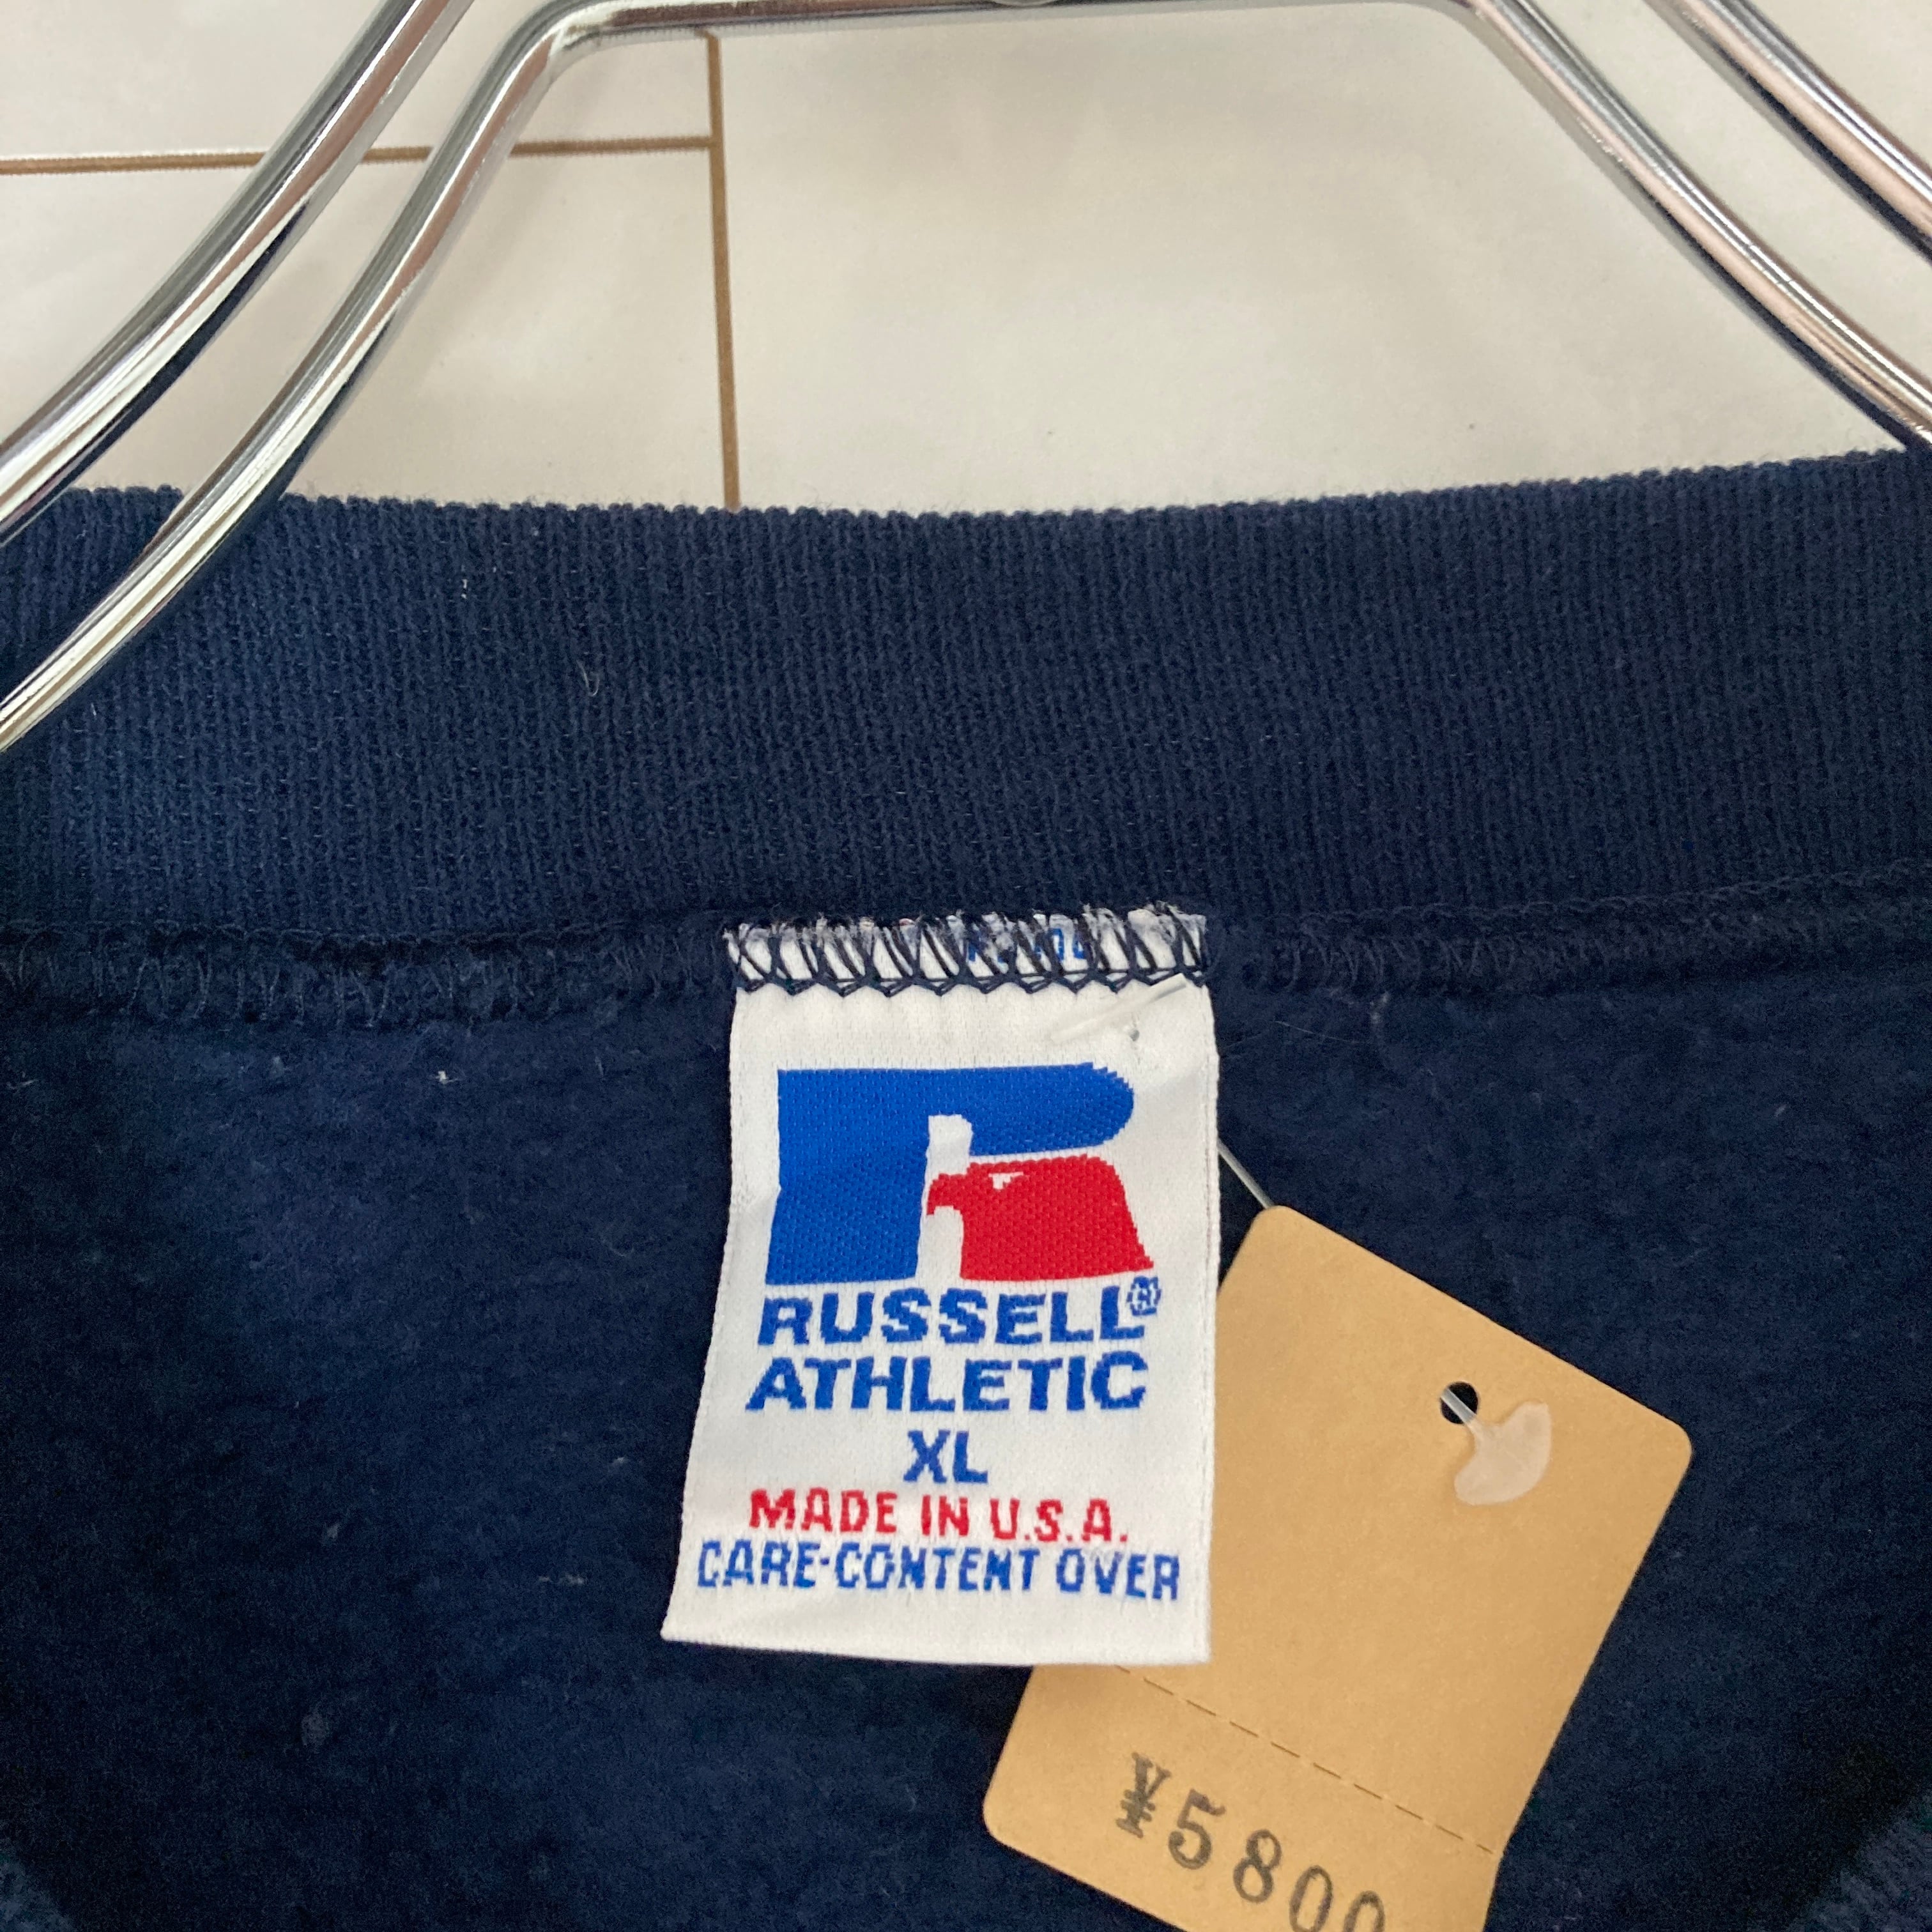 RUSSELL®
ATHLETIC
XL
MADE IN U.S.A.
CARE-CONTENT OVER
¥5800